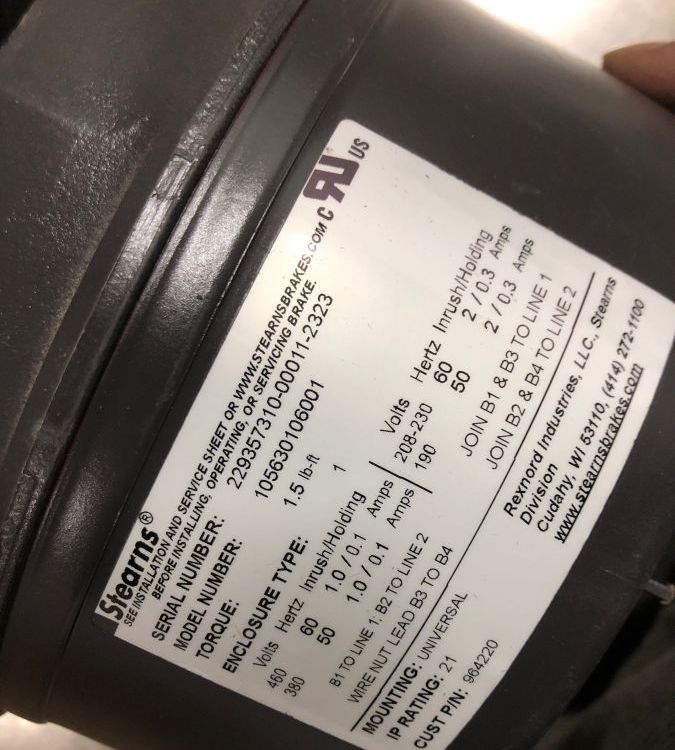 Stearns®
SEE INSTALLATION AND SERVICE SHEET OR WWW.STEARNSBRAKES.COM
BEFORE INSTALLING, OPERATING, OR SERVICING BRAKE.
C RU US
SERIAL NUMBER: 229357310-00011-2323
MODEL NUMBER: 105630106001
TORQUE: 1.5 lb-ft
ENCLOSURE TYPE: 1
Volts Hertz Inrush/Holding
460 60 1.0 / 0.1 Amps
380 50 1.0 / 0.1 Amps
B1 TO LINE 1; B2 TO LINE 2
WIRE NUT LEAD B3 TO B4
Volts Hertz Inrush/Holding
208-230 60 2 / 0.3 Amps
190 50 2 / 0.3 Amps
JOIN B1 & B3 TO LINE 1
JOIN B2 & B4 TO LINE 2
MOUNTING: UNIVERSAL
IP RATING: 21
CUST P/N: 964220
Rexnord Industrries, LLC., Stearns
Division
Cudany, WI 53110, (414) 272-1100
www.stearnsbrakes.com